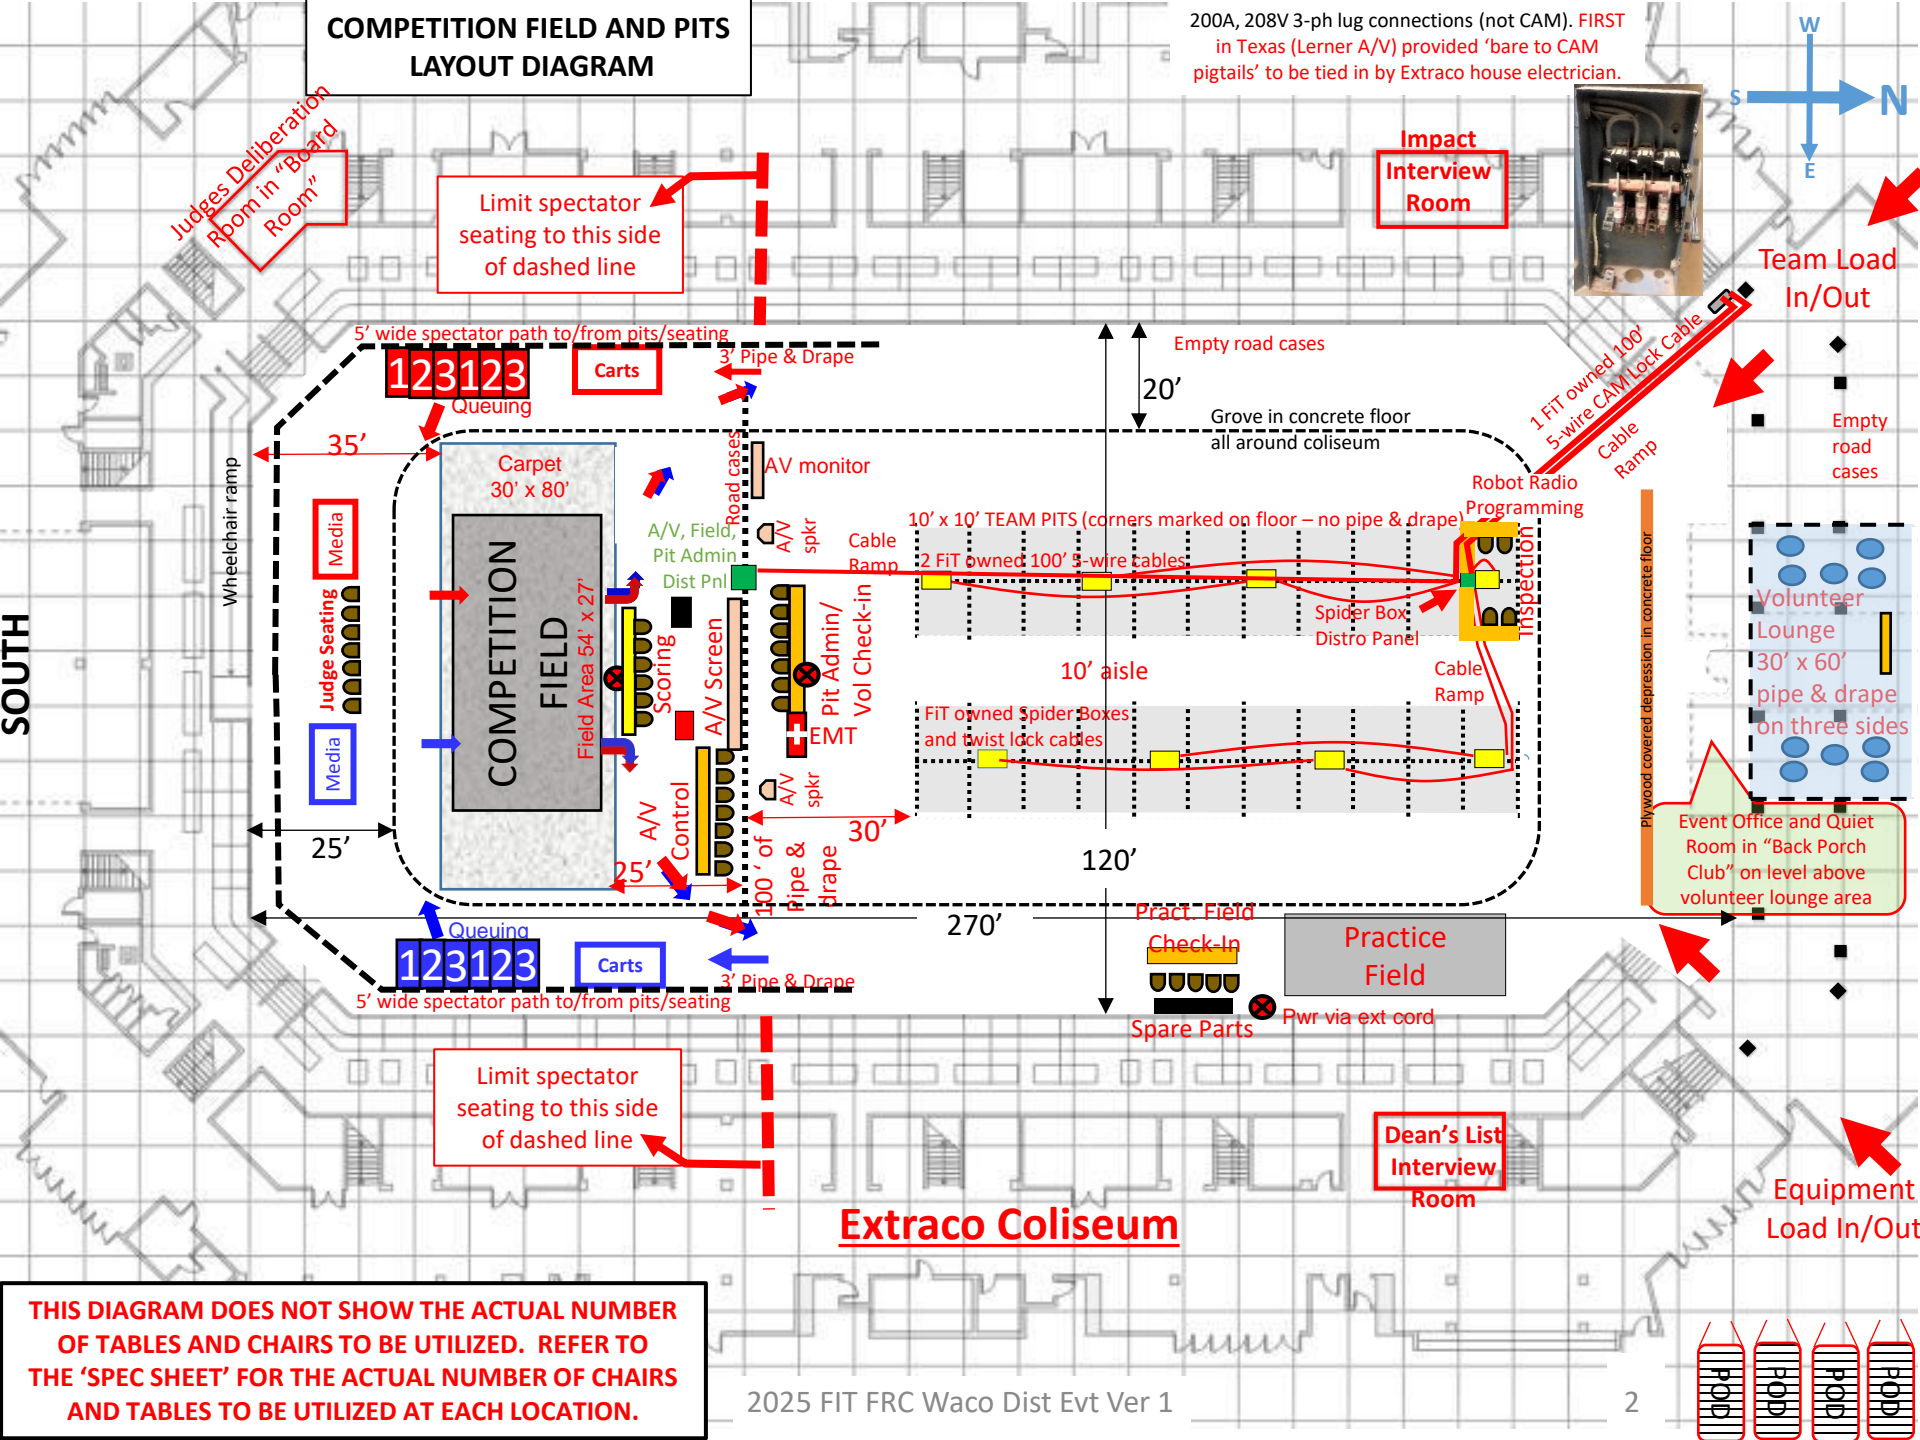 COMPETITION FIELD AND PITS
LAYOUT DIAGRAM
200A, 208V 3-ph lug connections (not CAM). FIRST
in Texas (Lerner A/V) provided ‘bare to CAM
pigtails’ to be tied in by Extraco house electrician.
W
S
N
E
Judges Deliberation
Room in “Board
Room”
Limit spectator
seating to this side
of dashed line
Impact
Interview
Room
Team Load
In/Out
5’ wide spectator path to/from pits/seating
3’ Pipe & Drape
123123
Carts
Queuing
Empty road cases
20’
Grove in concrete floor
all around coliseum
1 FiT owned 100’
5-wire CAM Lock Cable
Cable
Ramp
Empty
road
cases
35’
Wheelchair ramp
Carpet
30’ x 80’
Road cases
AV monitor
Robot Radio
Programming
Media
A/V, Field,
Pit Admin
Dist Pnl
A/V
spkr
Cable
Ramp
10’ x 10’ TEAM PITS (corners marked on floor – no pipe & drape)
2 FiT owned 100’ 5-wire cables
Inspection
Spider Box
Distro Panel
Plywood covered depression in concrete floor
Volunteer
Lounge
30’ x 60’
pipe & drape
on three sides
SOUTH
Judge Seating
COMPETITION
FIELD
Field Area 54’ x 27’
Scoring
A/V Screen
Pit Admin/
Vol Check-in
10’ aisle
Cable
Ramp
EMT
FiT owned Spider Boxes
and twist lock cables
Media
A/V
Control
A/V
spkr
25’
30’
25’
100 ‘ of
Pipe &
drape
120’
Event Office and Quiet
Room in “Back Porch
Club” on level above
volunteer lounge area
270’
Queuing
123123
Carts
3’ Pipe & Drape
5’ wide spectator path to/from pits/seating
Pract. Field
Check-In
Practice
Field
Spare Parts
Pwr via ext cord
Limit spectator
seating to this side
of dashed line
Dean’s List
Interview
Room
Equipment
Load In/Out
Extraco Coliseum
THIS DIAGRAM DOES NOT SHOW THE ACTUAL NUMBER
OF TABLES AND CHAIRS TO BE UTILIZED. REFER TO
THE ‘SPEC SHEET’ FOR THE ACTUAL NUMBER OF CHAIRS
AND TABLES TO BE UTILIZED AT EACH LOCATION.
2025 FIT FRC Waco Dist Evt Ver 1
2
POD
POD
POD
POD